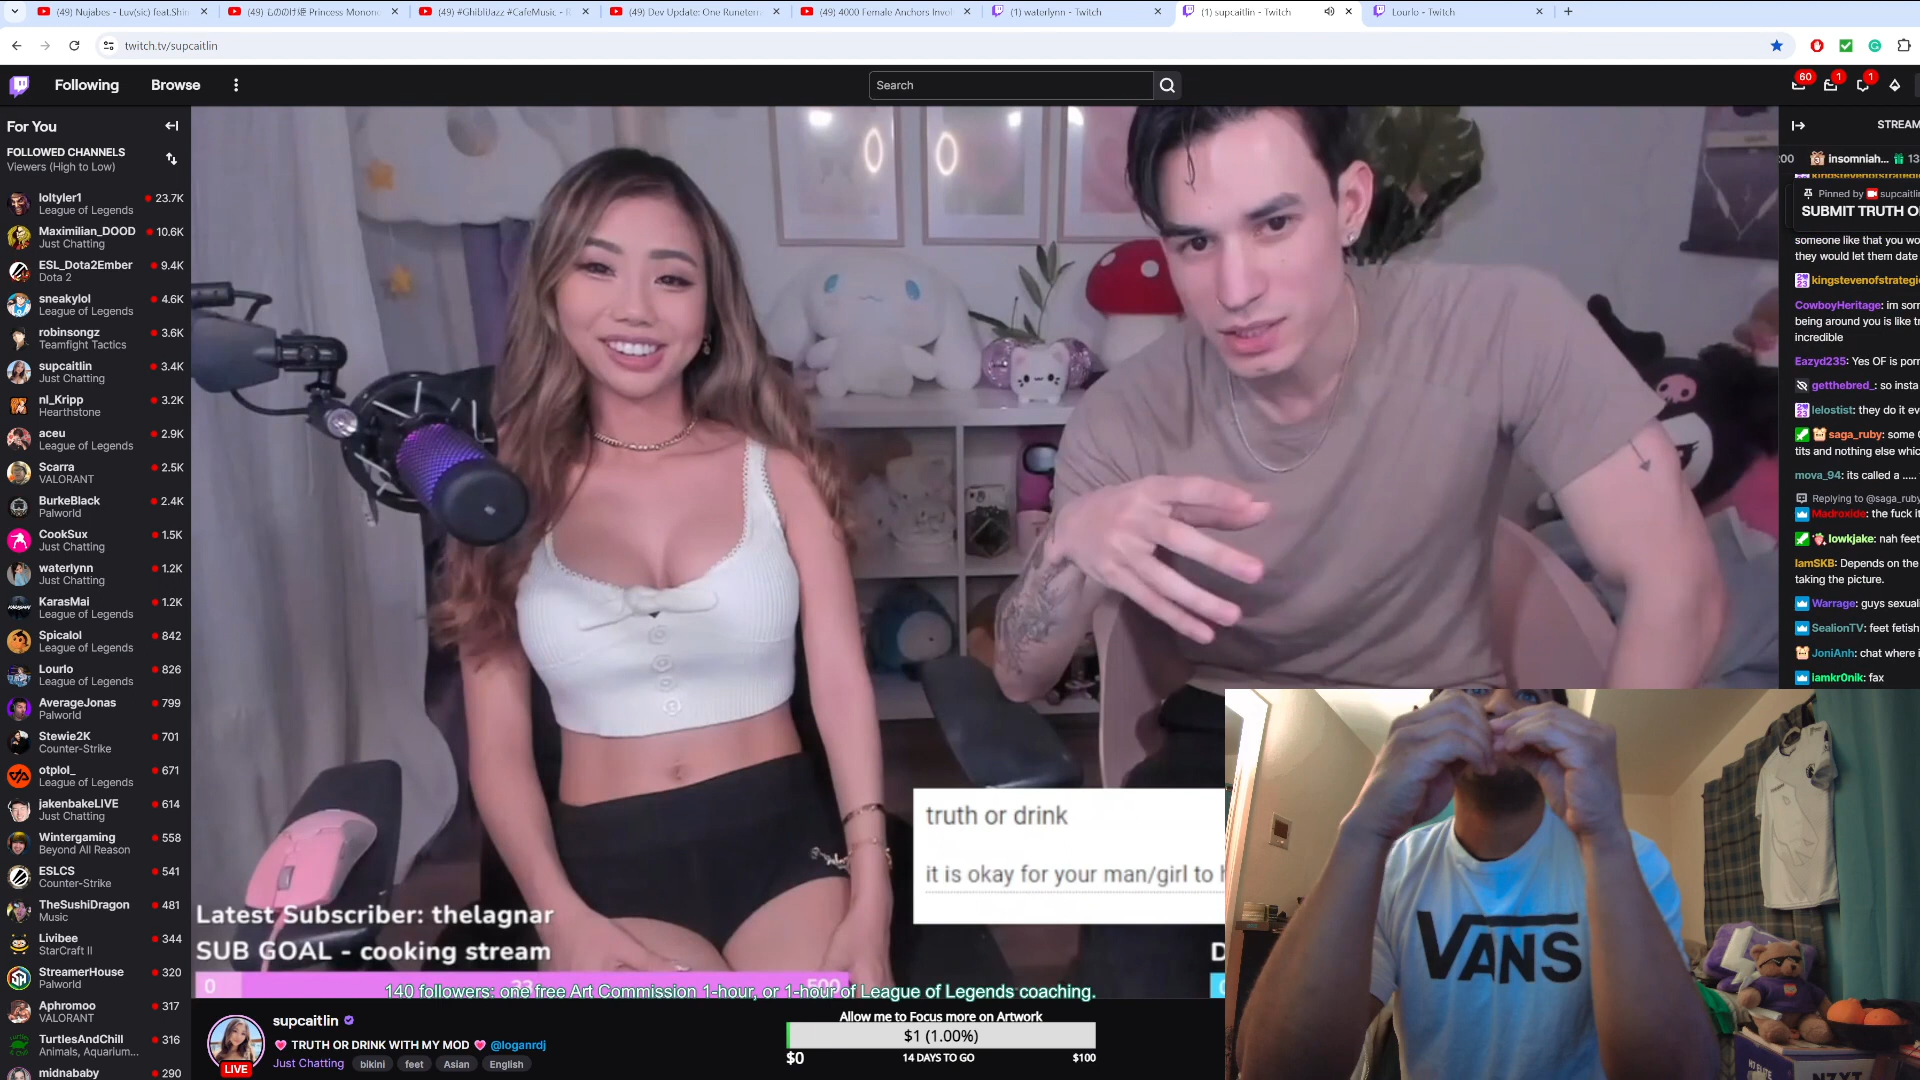 (49) Nujabes - Luv(sic) feat.Shin
(49) もののけ姫 Princess Monono
(49) #GhibliJazz #CafeMusic - R
(49) Dev Update: One Runeterr
(49) 4000 Female Anchors Invol
(1) waterlynn - Twitch
(1) supcaitlin - Twitch
Lourlo - Twitch
twitch.tv/supcaitlin
Following
Browse
Search
60
1
1
For You
FOLLOWED CHANNELS
Viewers (High to Low)
loltyler1 23.7K
League of Legends
Maximilian_DOOD 10.6K
Just Chatting
ESL_Dota2Ember 9.4K
Dota 2
sneakylol 4.6K
League of Legends
robinsongz 3.6K
Teamfight Tactics
supcaitlin 3.4K
Just Chatting
nl_Kripp 3.2K
Hearthstone
aceu 2.9K
League of Legends
Scarra 2.5K
VALORANT
BurkeBlack 2.4K
Palworld
CookSux 1.5K
Just Chatting
waterlynn 1.2K
Just Chatting
KarasMai 1.2K
League of Legends
Spicalol 842
League of Legends
Lourlo 826
League of Legends
AverageJonas 799
Palworld
Stewie2K 701
Counter-Strike
otplol_ 671
League of Legends
jakenbakeLIVE 614
Just Chatting
Wintergaming 558
Beyond All Reason
ESLCS 541
Counter-Strike
TheSushiDragon 481
Music
Livibee 344
StarCraft II
StreamerHouse 320
Palworld
Aphromoo 317
VALORANT
TurtlesAndChill 316
Animals, Aquarium...
midnababy 290
truth or drink
it is okay for your man/girl to
Latest Subscriber: thelagnar
SUB GOAL - cooking stream
0 500
140 followers: one free Art Commission 1-hour, or 1-hour of League of Legends coaching.
supcaitlin
TRUTH OR DRINK WITH MY MOD @loganrdj
Just Chatting bikini feet Asian English
LIVE
Allow me to Focus more on Artwork
$1 (1.00%)
$0 14 DAYS TO GO $100
STREAM
insomniah... 13
Pinned by supcaitlin
SUBMIT TRUTH O
someone like that you wo
they would let them date
kingstevenofstrategi
CowboyHeritage: im sorr
being around you is like tr
incredible
Eazyd235: Yes OF is porn
getthebred_: so insta
lelostist: they do it ev
saga_ruby: some
tits and nothing else whic
mova_94: its called a .....
Replying to @saga_ruby
Madroxide: the fuck it
lowkjake: nah feet
IamSKB: Depends on the
taking the picture.
Warrage: guys sexuali
SealionTV: feet fetish
JoniAnh: chat where i
iamkr0nik: fax
VANS